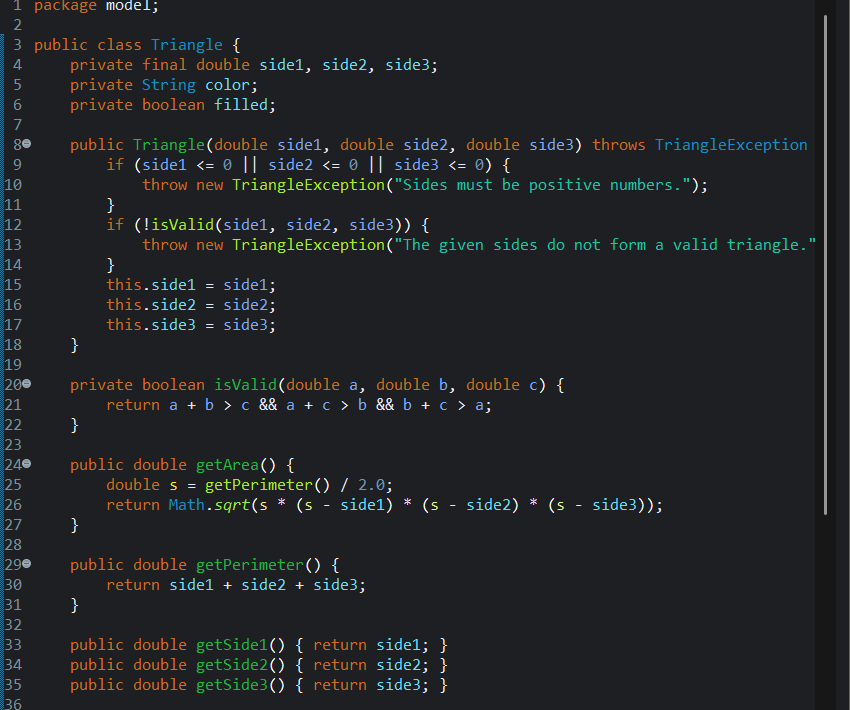 1 package model;
2
3 public class Triangle {
4     private final double side1, side2, side3;
5     private String color;
6     private boolean filled;
7
8     public Triangle(double side1, double side2, double side3) throws TriangleException
9         if (side1 <= 0 || side2 <= 0 || side3 <= 0) {
10             throw new TriangleException("Sides must be positive numbers.");
11         }
12         if (!isValid(side1, side2, side3)) {
13             throw new TriangleException("The given sides do not form a valid triangle."
14         }
15         this.side1 = side1;
16         this.side2 = side2;
17         this.side3 = side3;
18     }
19
20     private boolean isValid(double a, double b, double c) {
21         return a + b > c && a + c > b && b + c > a;
22     }
23
24     public double getArea() {
25         double s = getPerimeter() / 2.0;
26         return Math.sqrt(s * (s - side1) * (s - side2) * (s - side3));
27     }
28
29     public double getPerimeter() {
30         return side1 + side2 + side3;
31     }
32
33     public double getSide1() { return side1; }
34     public double getSide2() { return side2; }
35     public double getSide3() { return side3; }
36